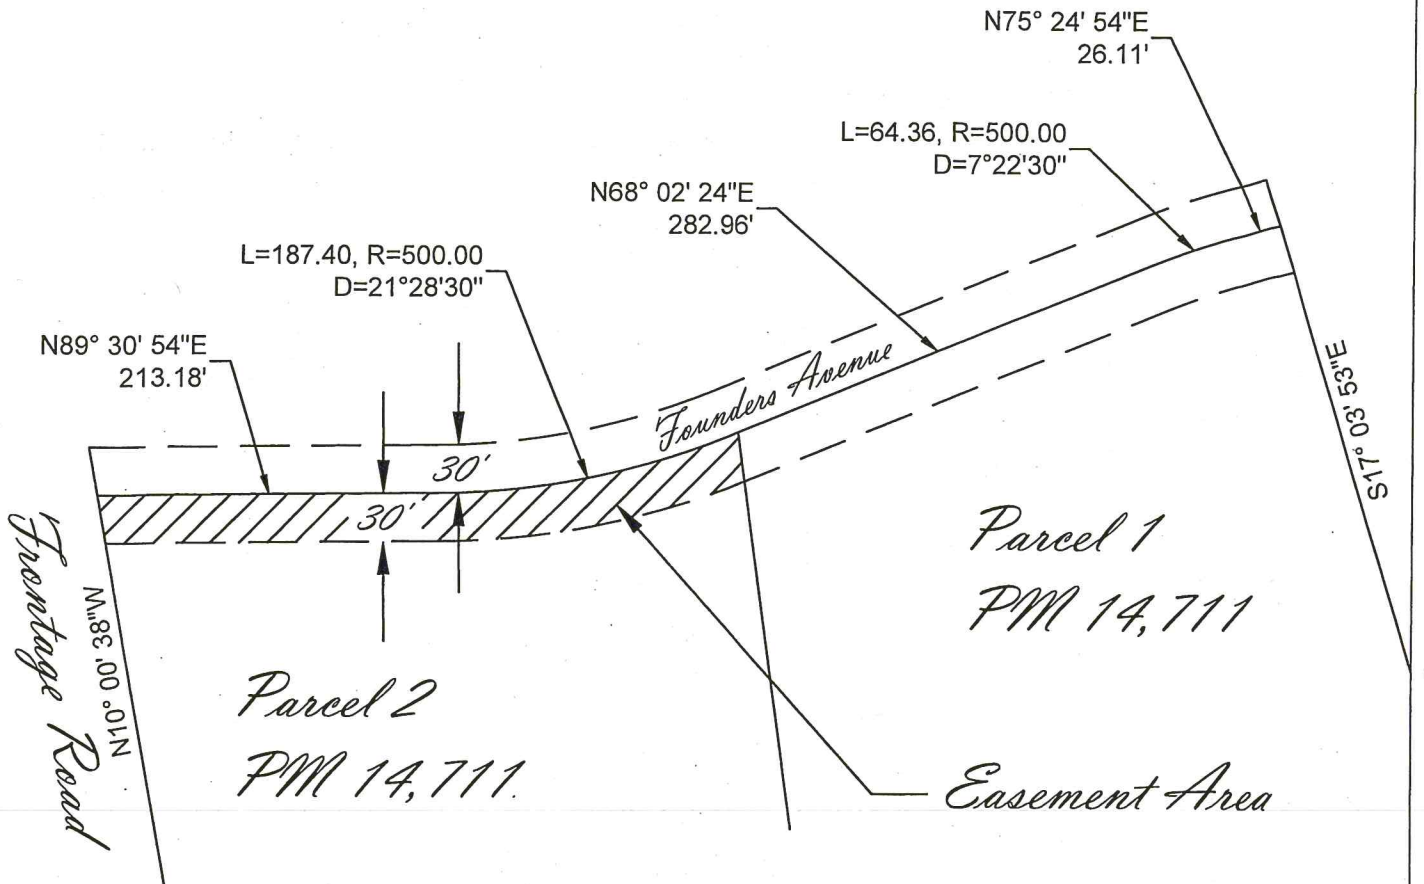 N75° 24' 54"E
26.11'
L=64.36, R=500.00
D=7°22'30"
N68° 02' 24"E
282.96'
L=187.40, R=500.00
D=21°28'30"
N89° 30' 54"E
213.18'
Founders Avenue
30'
30'
S17° 03' 53"E
Parcel 1
PM 14,711
Frontage Road
N10° 00' 38"W
Parcel 2
PM 14,711.
Easement Area